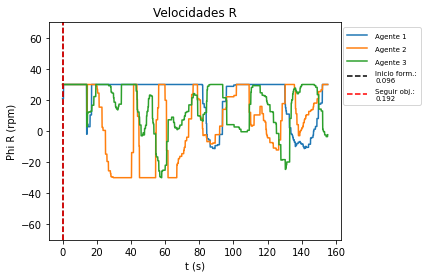 Velocidades R
Agente 1
Agente 2
Agente 3
Inicio form.:
0.096
Seguir obj.:
0.192
Phi R (rpm)
60
40
20
0
−20
−40
−60
0 20 40 60 80 100 120 140 160
t (s)